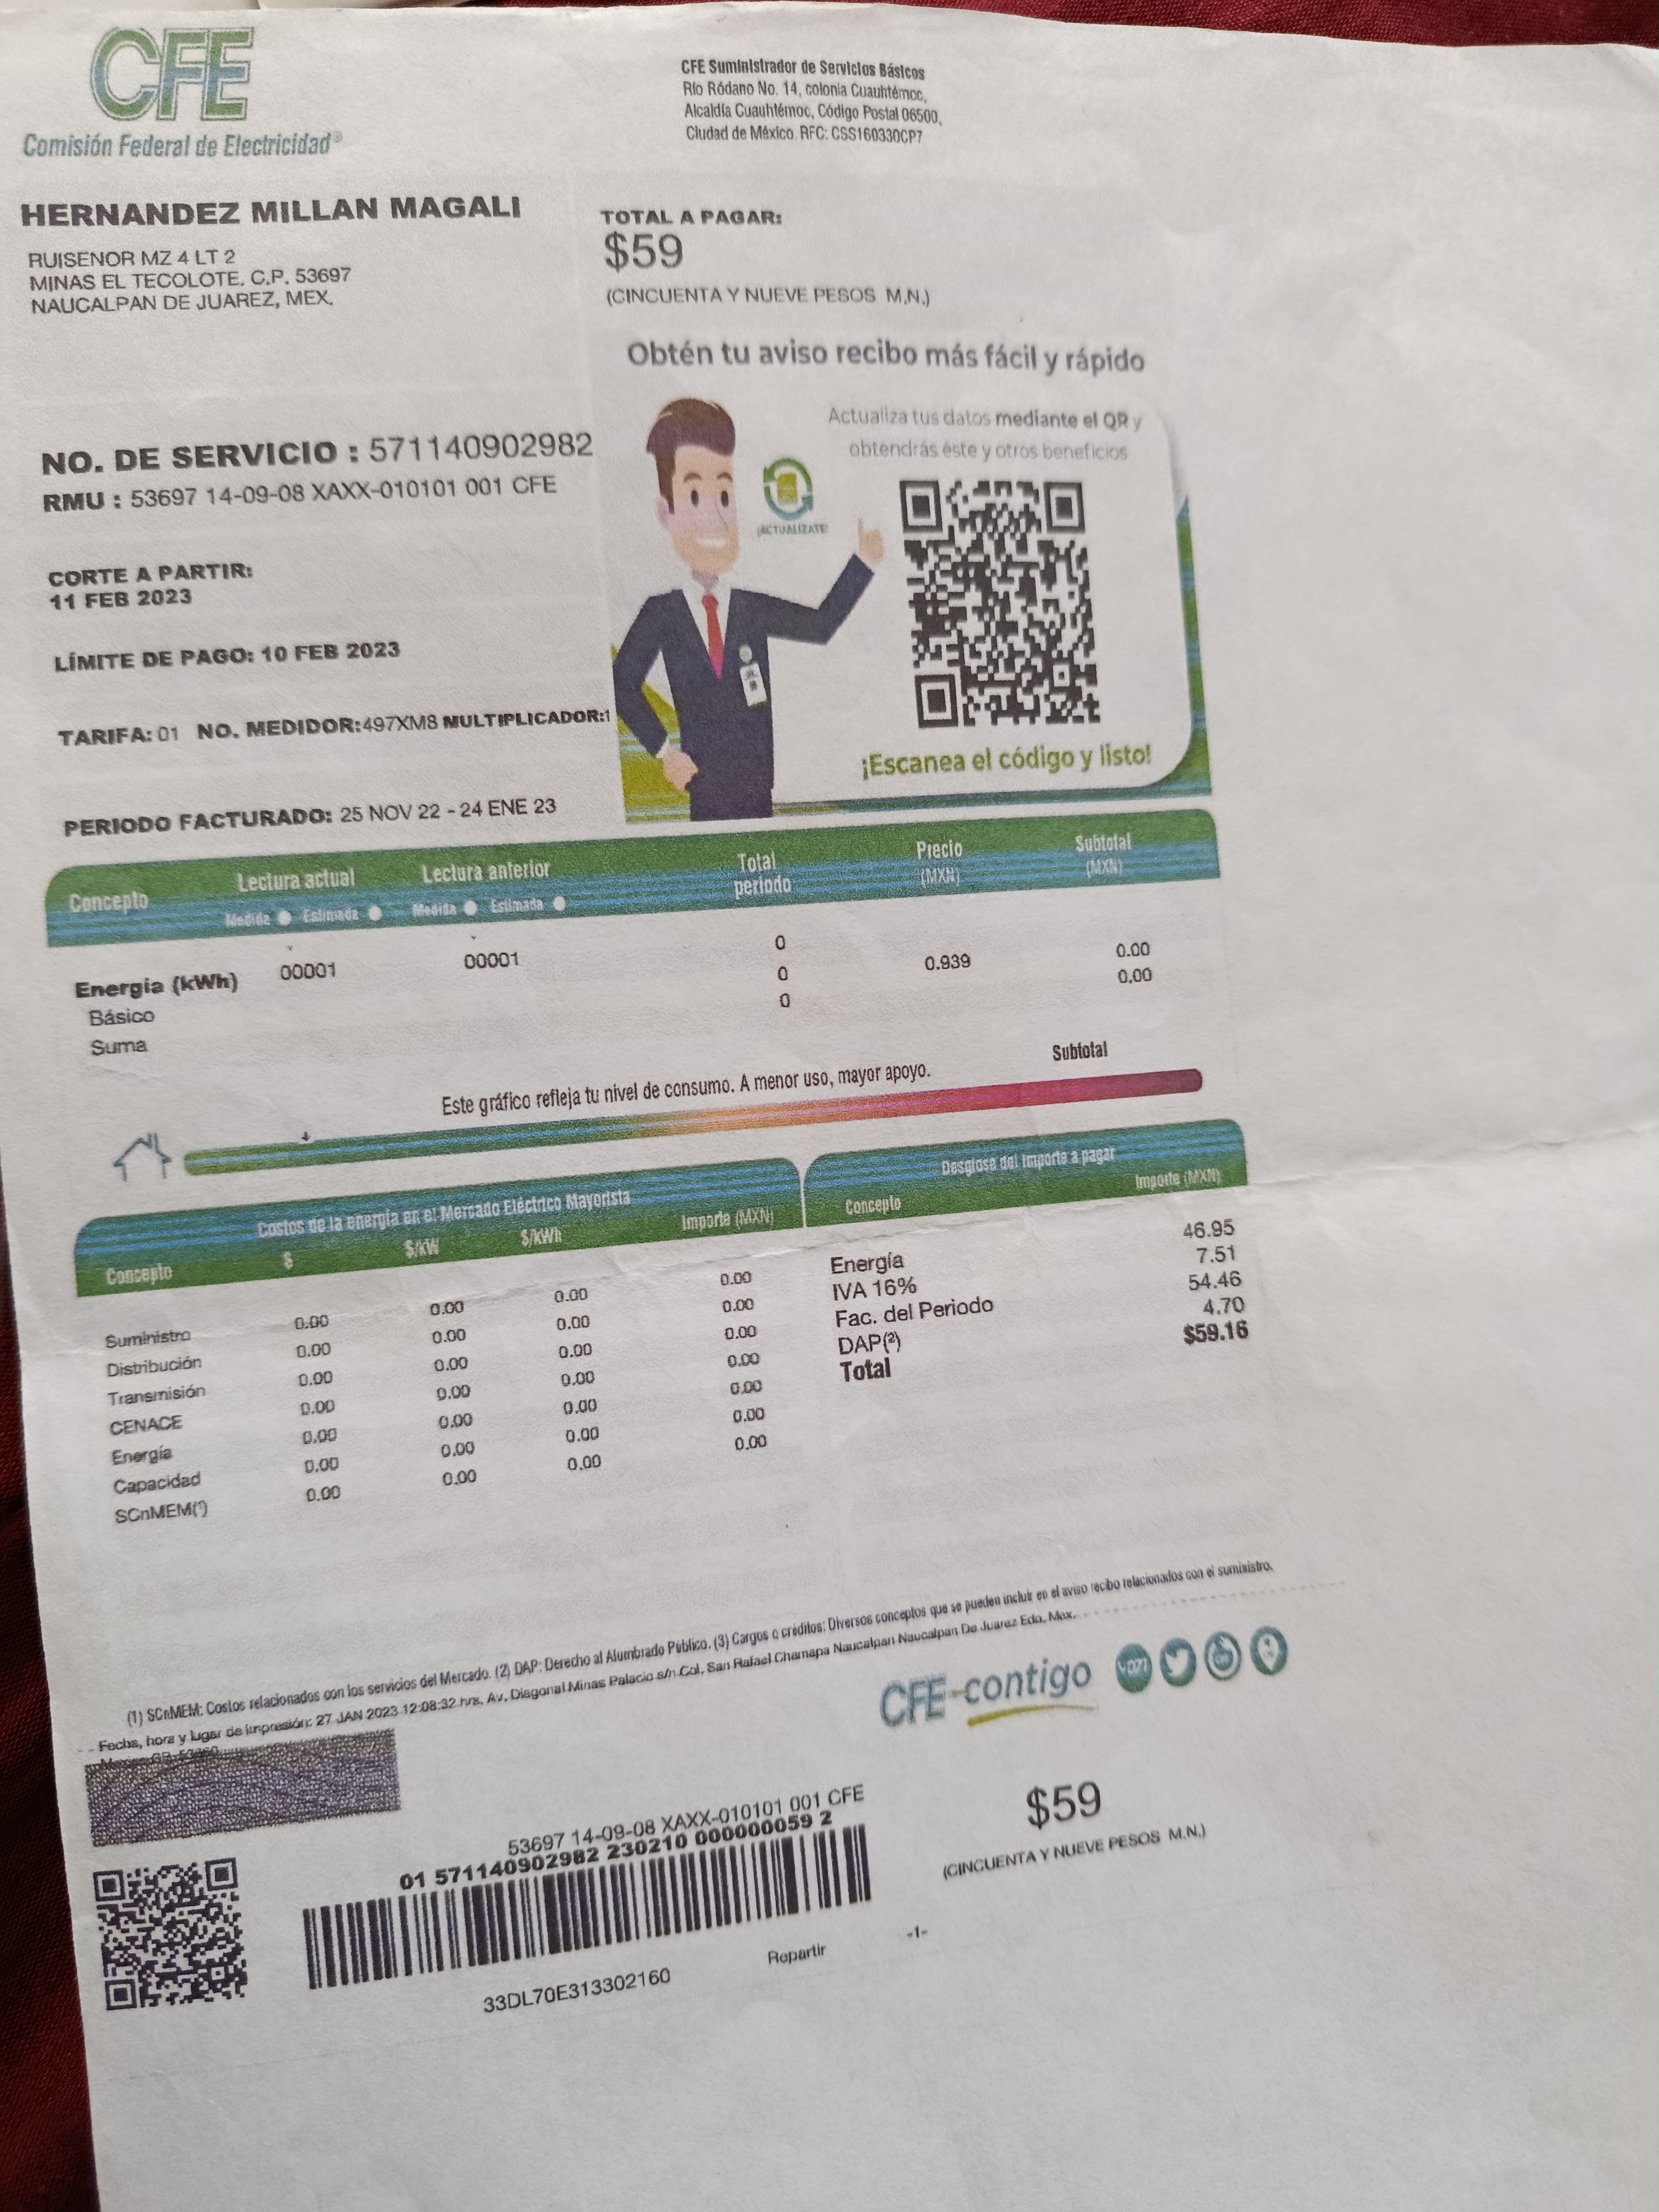 CFE
Comisión Federal de Electricidad®
CFE Suministrador de Servicios Básicos
Río Ródano No. 14, colonia Cuauhtémoc,
Alcaldía Cuauhtémoc, Código Postal 06500,
Ciudad de México. RFC: CSS160330CP7
HERNANDEZ MILLAN MAGALI
RUISENOR MZ 4 LT 2
MINAS EL TECOLOTE. C.P. 53697
NAUCALPAN DE JUAREZ, MEX.
TOTAL A PAGAR:
$59
(CINCUENTA Y NUEVE PESOS M.N.)
NO. DE SERVICIO : 571140902982
RMU : 53697 14-09-08 XAXX-010101 001 CFE
CORTE A PARTIR:
11 FEB 2023
LÍMITE DE PAGO: 10 FEB 2023
TARIFA: 01 NO. MEDIDOR:497XM8 MULTIPLICADOR:1
PERIODO FACTURADO: 25 NOV 22 - 24 ENE 23
Obtén tu aviso recibo más fácil y rápido
Actualiza tus datos mediante el QR y
obtendrás éste y otros beneficios
¡ACTUALÍZATE!
¡Escanea el código y listo!
Concepto Lectura actual Lectura anterior Total periodo Precio (MXN) Subtotal (MXN)
Medida Estimada Medida Estimada
Energía (kWh) 00001 00001 0
Básico 0 0.939 0.00
Suma 0 0.00
Subtotal
Este gráfico refleja tu nivel de consumo. A menor uso, mayor apoyo.
Costos de la energía en el Mercado Eléctrico Mayorista
Concepto $ $/kW $/kWh Importe (MXN)
Suministro 0.00 0.00 0.00 0.00
Distribución 0.00 0.00 0.00 0.00
Transmisión 0.00 0.00 0.00 0.00
CENACE 0.00 0.00 0.00 0.00
Energía 0.00 0.00 0.00 0.00
Capacidad 0.00 0.00 0.00 0.00
SCnMEM(¹) 0.00 0.00 0.00 0.00
Desglose del importe a pagar
Concepto Importe (MXN)
Energía 46.95
IVA 16% 7.51
Fac. del Periodo 54.46
DAP(²) 4.70
Total $59.16
(1) SCnMEM: Costos relacionados con los servicios del Mercado. (2) DAP: Derecho al Alumbrado Público. (3) Cargos o créditos: Diversos conceptos que se pueden incluir en el aviso recibo relacionados con el suministro.
Fecha, hora y lugar de impresión: 27 JAN 2023 12:08:32 hrs. Av. Diagonal Minas Palacio s/n Col. San Rafael Chamapa Naucalpan Naucalpan De Juarez Edo. Mex.
CFE-contigo
071
53697 14-09-08 XAXX-010101 001 CFE
01 571140902982 230210 000000059 2
33DL70E313302160
Repartir
-1-
$59
(CINCUENTA Y NUEVE PESOS M.N.)